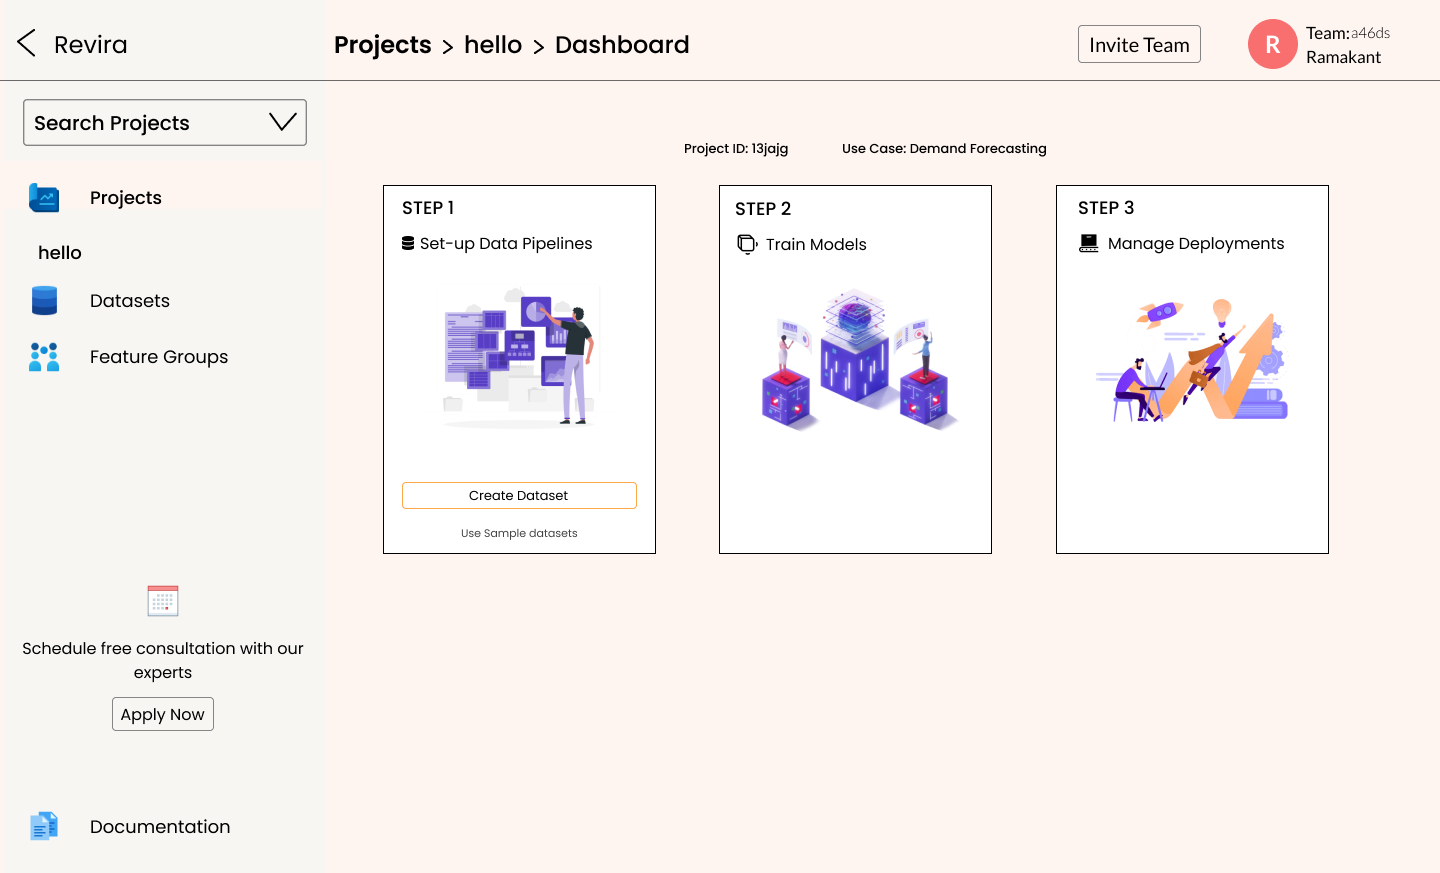 Revira
Projects > hello > Dashboard
Invite Team
R
Team:a46ds
Ramakant
Search Projects
Projects
hello
Datasets
Feature Groups
Schedule free consultation with our
experts
Apply Now
Documentation
Project ID: 13jajg
Use Case: Demand Forecasting
STEP 1
Set-up Data Pipelines
Create Dataset
Use Sample datasets
STEP 2
Train Models
STEP 3
Manage Deployments